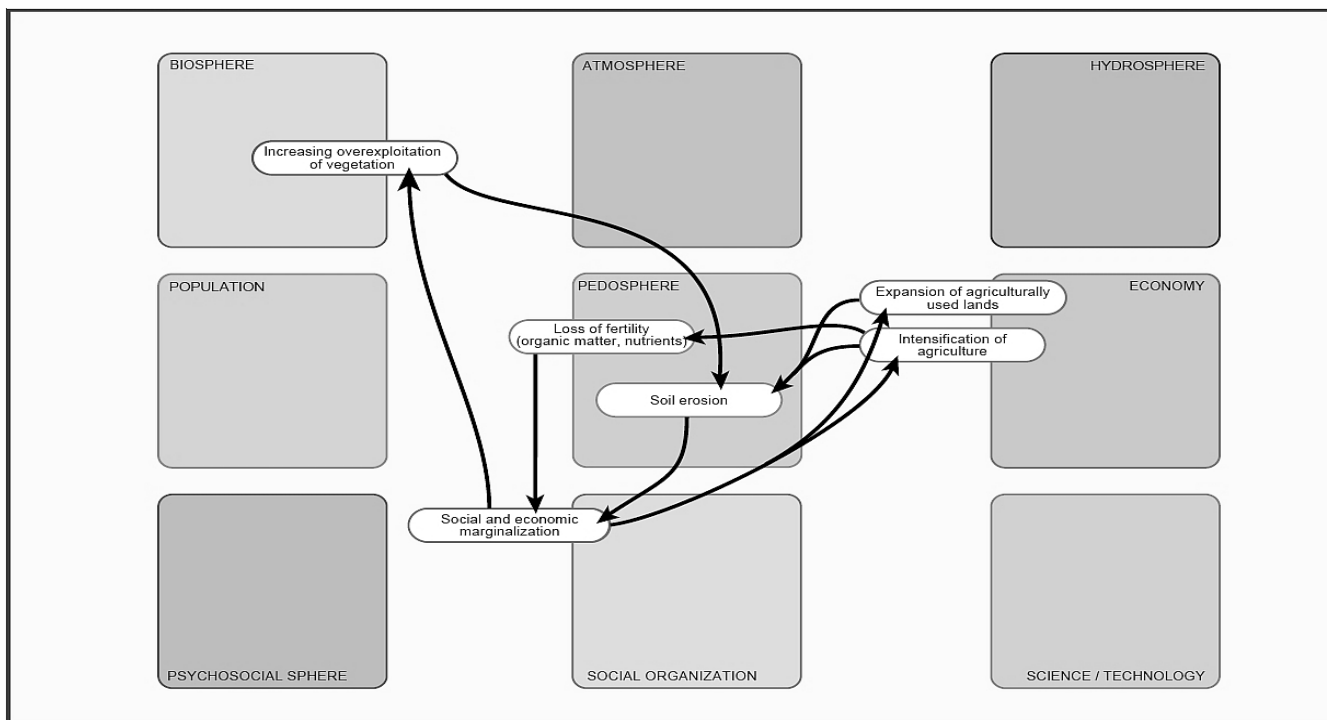 BIOSPHERE
ATMOSPHERE
HYDROSPHERE
Increasing overexploitation
of vegetation
POPULATION
PEDOSPHERE
ECONOMY
Expansion of agriculturally
used lands
Loss of fertility
(organic matter, nutrients)
Intensification of
agriculture
Soil erosion
Social and economic
marginalization
PSYCHOSOCIAL SPHERE
SOCIAL ORGANIZATION
SCIENCE / TECHNOLOGY